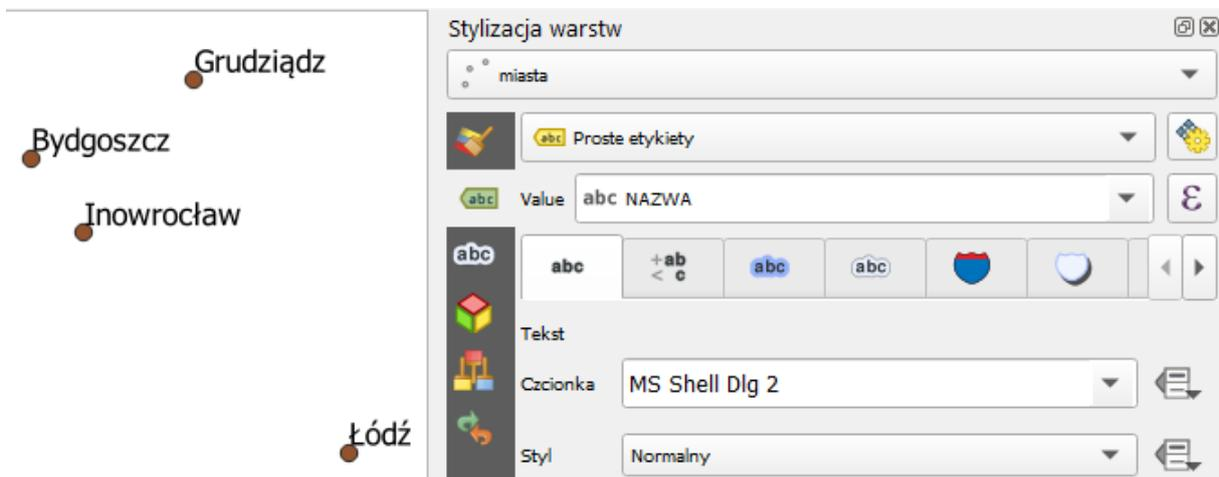 Grudziądz
Bydgoszcz
Inowrocław
Łódź
Stylizacja warstw
miasta
abc Proste etykiety
abc Value abc NAZWA ε
abc abc +ab abc abc
< c
Tekst
Czcionka MS Shell Dlg 2
Styl Normalny